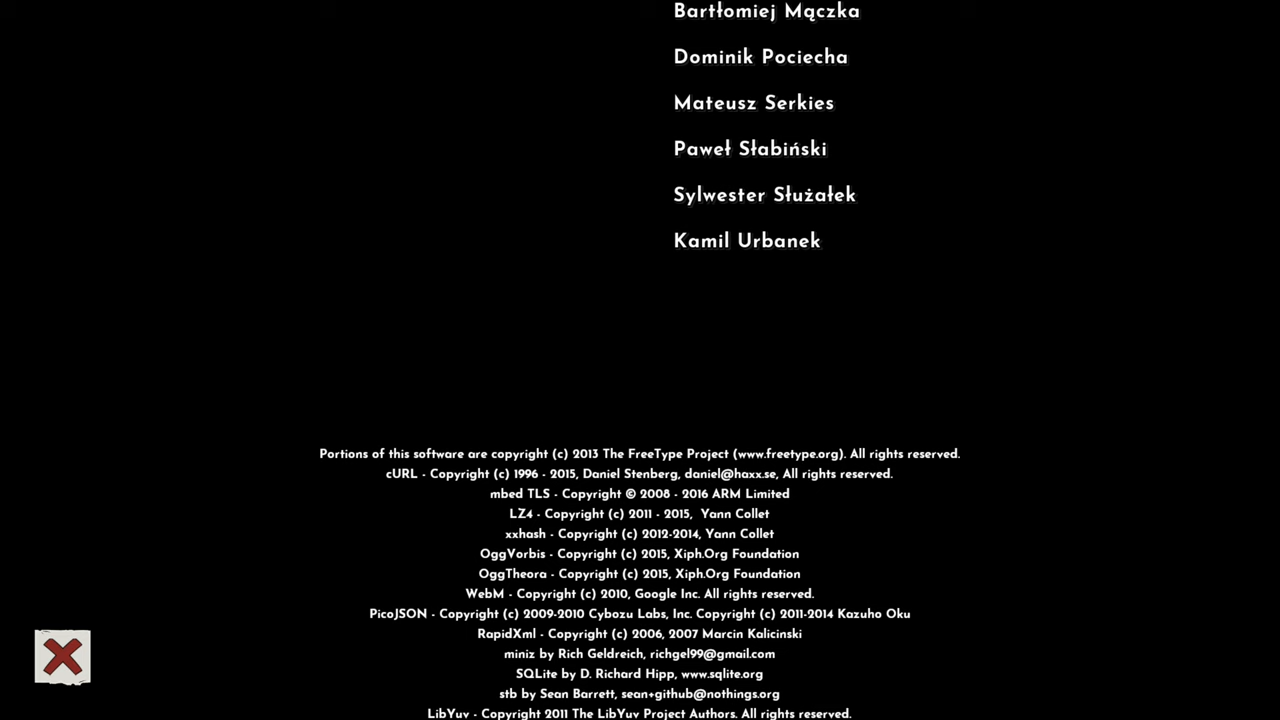 Bartłomiej Mączka
Dominik Pociecha
Mateusz Serkies
Paweł Słabiński
Sylwester Służałek
Kamil Urbanek
Portions of this software are copyright (c) 2013 The FreeType Project (www.freetype.org). All rights reserved.
cURL - Copyright (c) 1996 - 2015, Daniel Stenberg, daniel@haxx.se, All rights reserved.
mbed TLS - Copyright © 2008 - 2016 ARM Limited
LZ4 - Copyright (c) 2011 - 2015, Yann Collet
xxhash - Copyright (c) 2012-2014, Yann Collet
OggVorbis - Copyright (c) 2015, Xiph.Org Foundation
OggTheora - Copyright (c) 2015, Xiph.Org Foundation
WebM - Copyright (c) 2010, Google Inc. All rights reserved.
PicoJSON - Copyright (c) 2009-2010 Cybozu Labs, Inc. Copyright (c) 2011-2014 Kazuho Oku
RapidXml - Copyright (c) 2006, 2007 Marcin Kalicinski
miniz by Rich Geldreich, richgel99@gmail.com
SQLite by D. Richard Hipp, www.sqlite.org
stb by Sean Barrett, sean+github@nothings.org
LibYuv - Copyright 2011 The LibYuv Project Authors. All rights reserved.